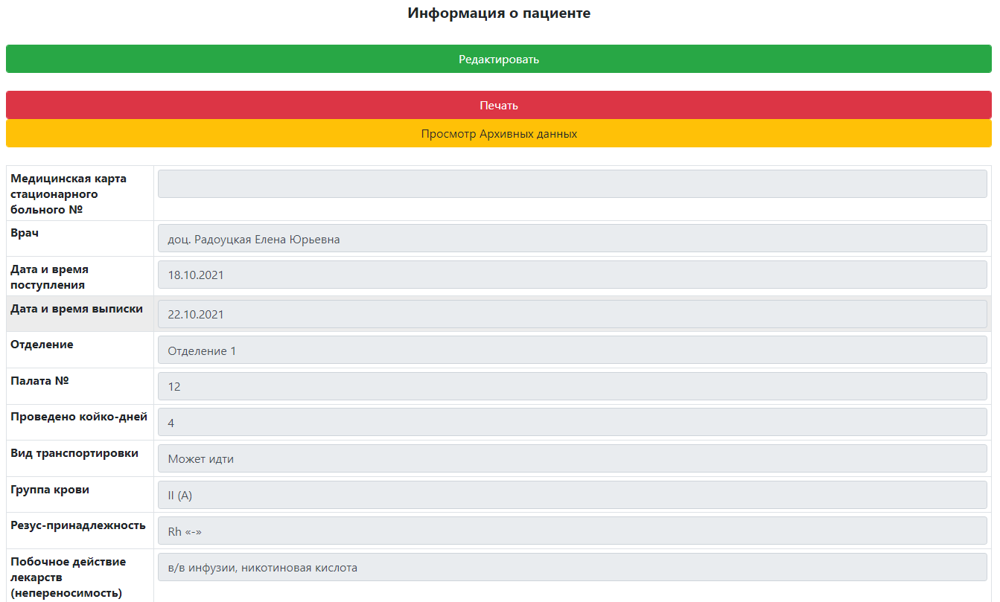 Информация о пациенте
Редактировать
Печать
Просмотр Архивных данных
Медицинская карта
стационарного
больного №
Врач
доц. Радоуцкая Елена Юрьевна
Дата и время
поступления
18.10.2021
Дата и время выписки
22.10.2021
Отделение
Отделение 1
Палата №
12
Проведено койко-дней
4
Вид транспортировки
Может идти
Группа крови
II (A)
Резус-принадлежность
Rh «-»
Побочное действие
лекарств
(непереносимость)
в/в инфузии, никотиновая кислота